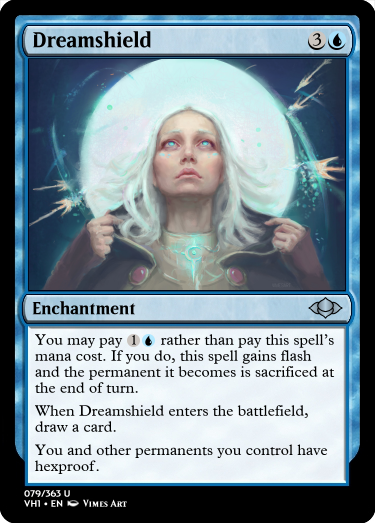 Dreamshield 3
Enchantment
You may pay 1 rather than pay this spell's
mana cost. If you do, this spell gains flash
and the permanent it becomes is sacrificed at
the end of turn.
When Dreamshield enters the battlefield,
draw a card.
You and other permanents you control have
hexproof.
079/363 U
VH1 • EN VIMES ART